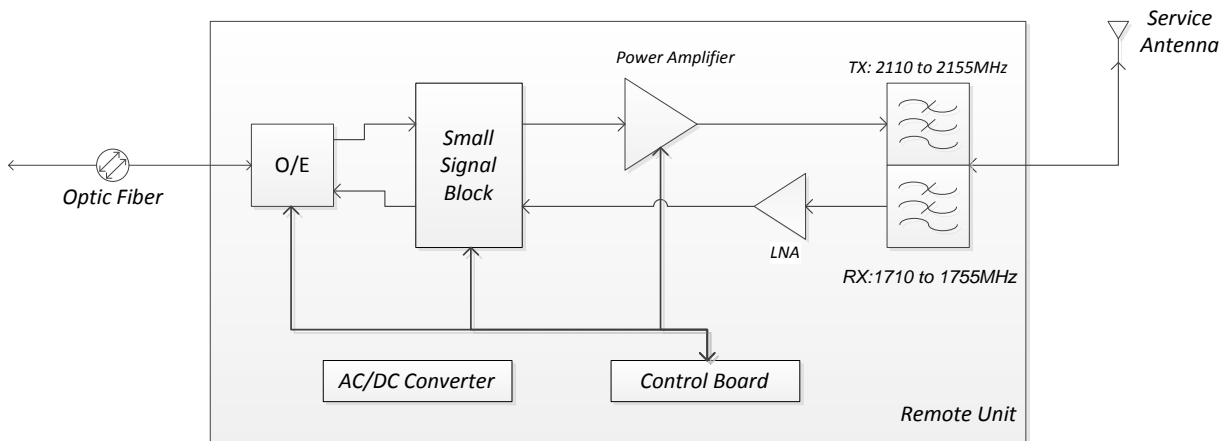 Service
Antenna
Power Amplifier
TX: 2110 to 2155MHz
O/E
Small
Signal
Block
Optic Fiber
LNA
RX:1710 to 1755MHz
AC/DC Converter
Control Board
Remote Unit